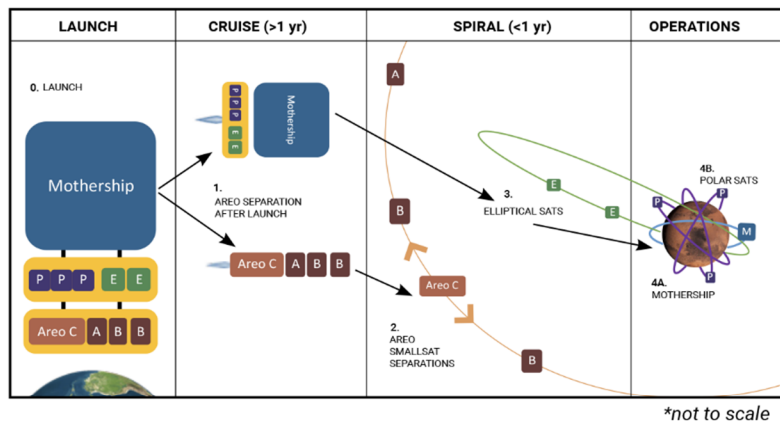 LAUNCH
CRUISE (>1 yr)
SPIRAL (<1 yr)
OPERATIONS
0. LAUNCH
Mothership
P P P E E
Areo C A B B
P
P
P
E
E
Mothership
1.
AREO SEPARATION
AFTER LAUNCH
Areo C A B B
A
B
Areo C
2.
AREO
SMALLSAT
SEPARATIONS
B
3.
ELLIPTICAL SATS
E
E
4B.
POLAR SATS
P
P
M
P
4A.
MOTHERSHIP
*not to scale